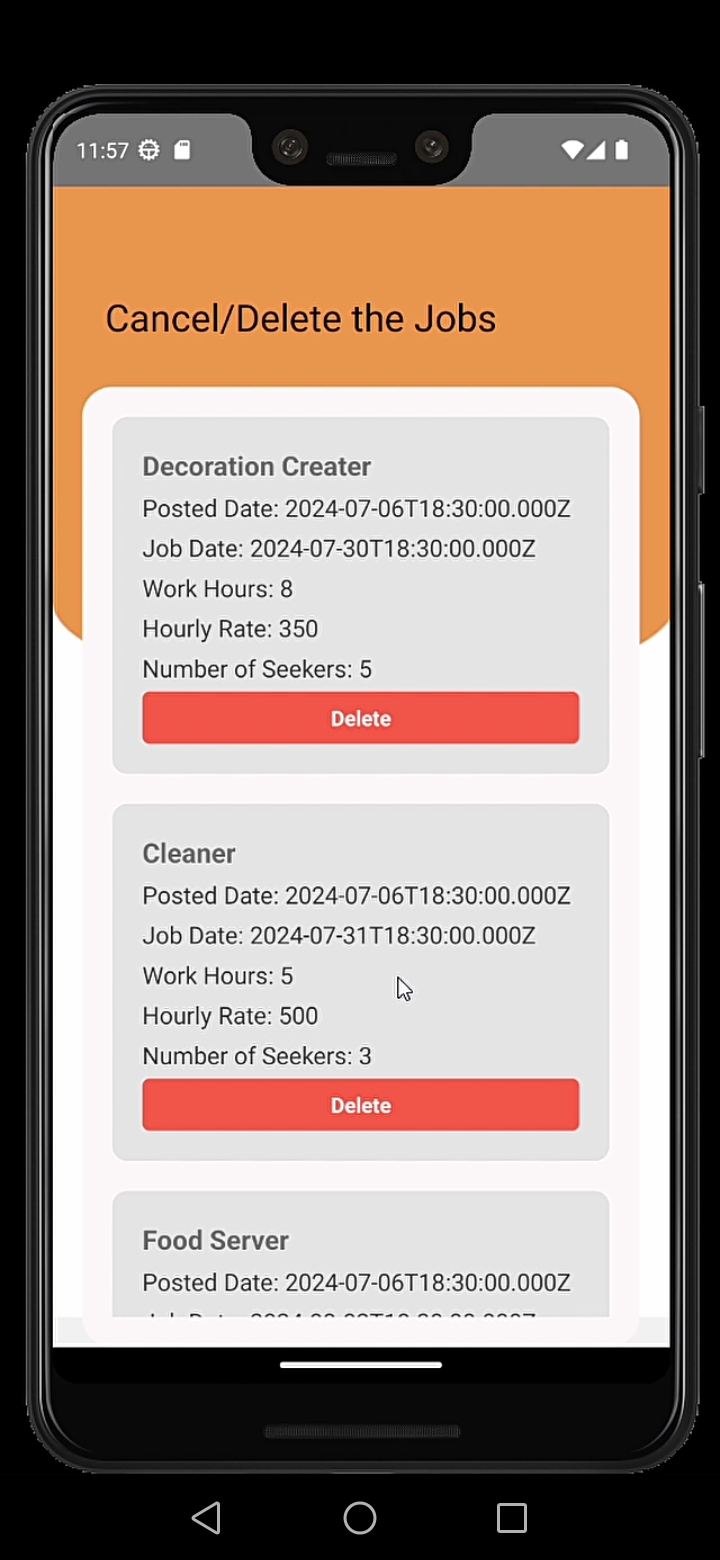 11:57
Cancel/Delete the Jobs
Decoration Creater
Posted Date: 2024-07-06T18:30:00.000Z
Job Date: 2024-07-30T18:30:00.000Z
Work Hours: 8
Hourly Rate: 350
Number of Seekers: 5
Delete
Cleaner
Posted Date: 2024-07-06T18:30:00.000Z
Job Date: 2024-07-31T18:30:00.000Z
Work Hours: 5
Hourly Rate: 500
Number of Seekers: 3
Delete
Food Server
Posted Date: 2024-07-06T18:30:00.000Z